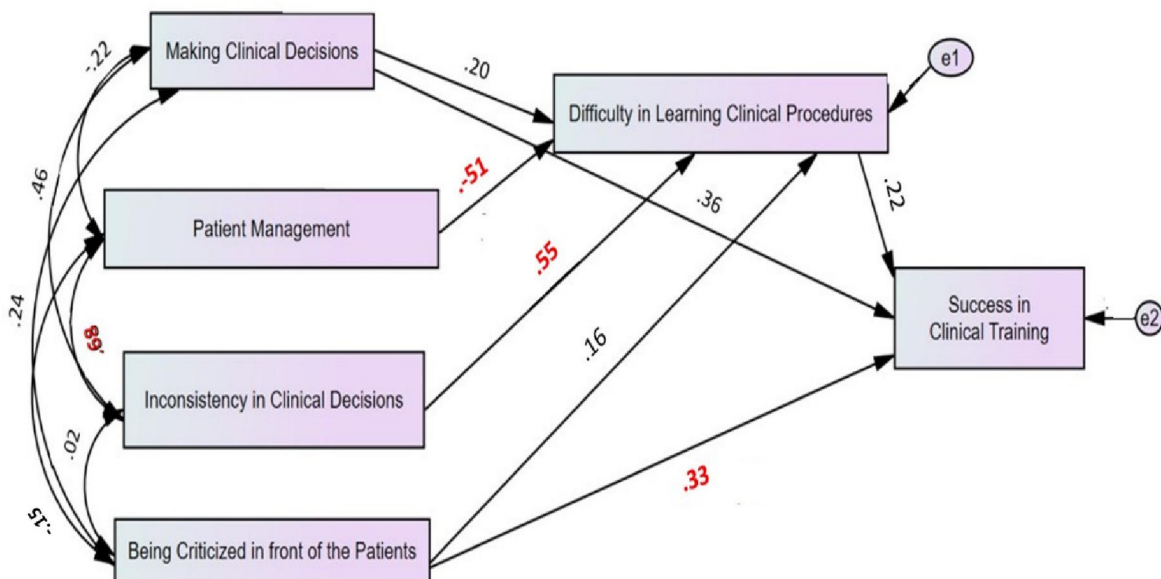 Making Clinical Decisions
-.22
.20
e1
Difficulty in Learning Clinical Procedures
.46
.-51
.36
.22
Patient Management
.55
.24
Success in
Clinical Training
e2
.68
.16
Inconsistency in Clinical Decisions
.02
.33
-.15
Being Criticized in front of the Patients